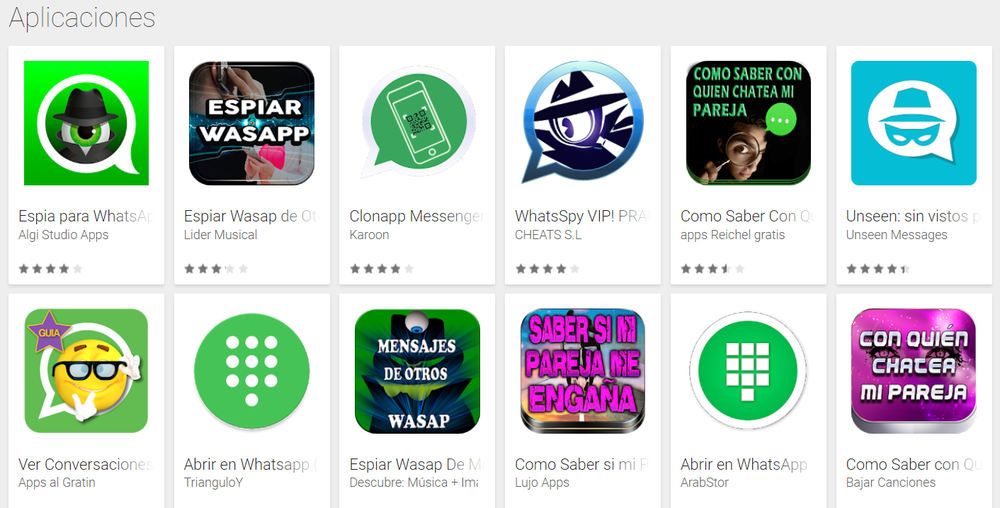 Aplicaciones
ESPIAR
WASAPP
COMO SABER CON
QUIEN CHATEA MI
PAREJA
Espia para WhatsAp
Espiar Wasap de Ot
Clonapp Messenger
WhatsSpy VIP! PRA
Como Saber Con Qu
Unseen: sin vistos p
Algi Studio Apps
Lider Musical
Karoon
CHEATS S.L
apps Reichel gratis
Unseen Messages
GUIA
MENSAJES
DE OTROS
WASAP
SABER SI MI
PAREJA ME
ENGAÑA
CON QUIÉN
CHATEA
MI PAREJA
Ver Conversaciones
Abrir en Whatsapp (
Espiar Wasap De M
Como Saber si mi P
Abrir en WhatsApp
Como Saber con Qu
Apps al Gratin
TrianguloY
Descubre: Música + Ima
Lujo Apps
ArabStor
Bajar Canciones